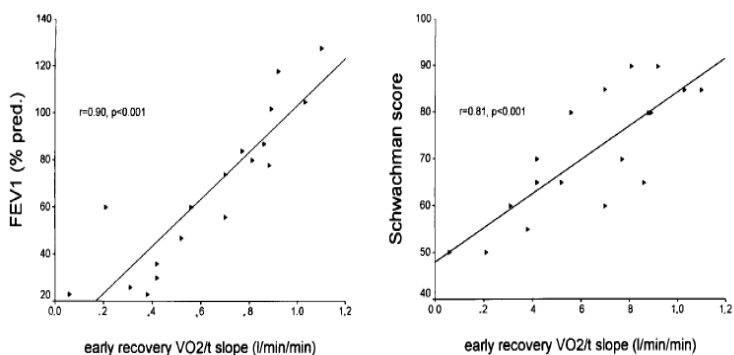 140
120
100
80
60
40
20
FEV1 (% pred.)
r=0.90, p<0.001
0.0 .2 .4 .6 .8 1.0 1.2
early recovery VO2/t slope (l/min/min)
100
90
80
70
60
50
40
Schwachman score
r=0.81, p<0.001
0.0 .2 .4 .6 8 1.0 1.2
early recovery VO2/t slope (l/min/min)